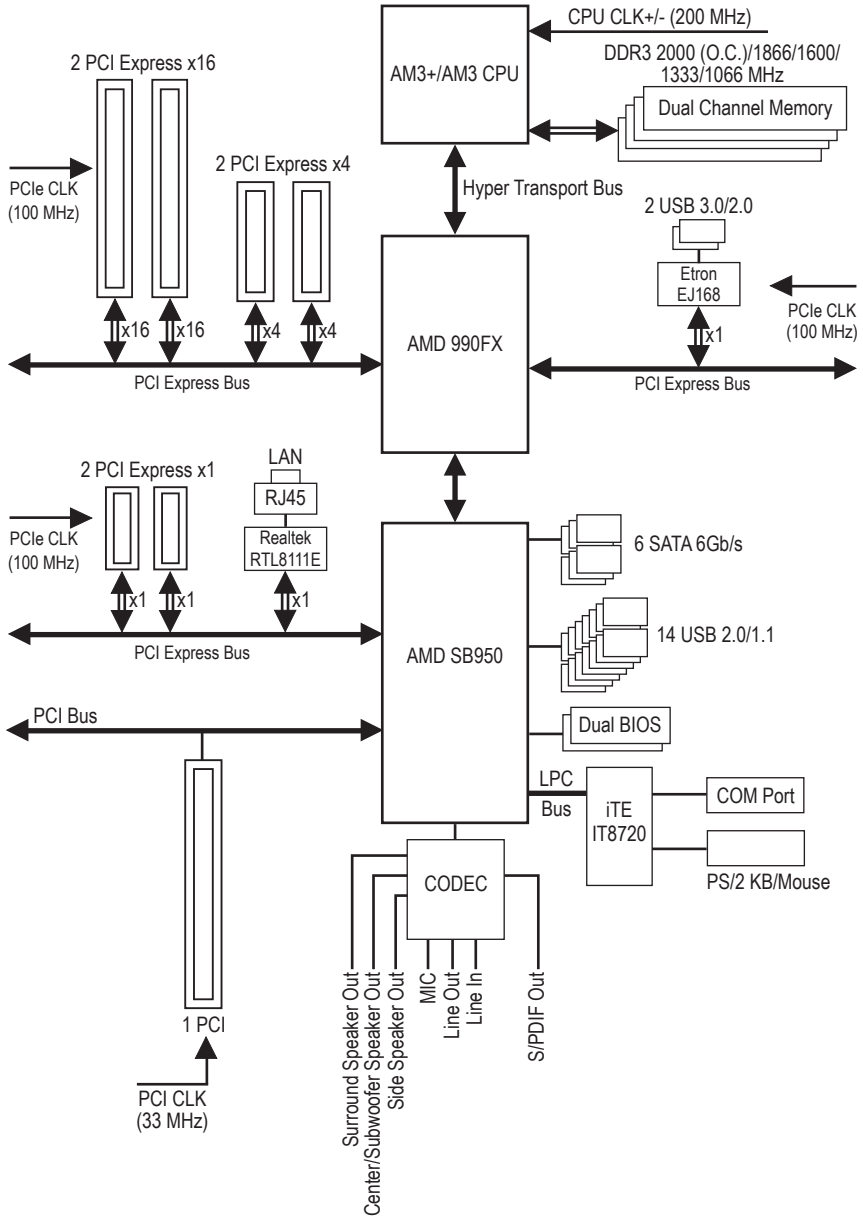 CPU CLK+/- (200 MHz)
DDR3 2000 (O.C.)/1866/1600/
1333/1066 MHz
AM3+/AM3 CPU
Dual Channel Memory
2 PCI Express x16
PCIe CLK
(100 MHz)
2 PCI Express x4
Hyper Transport Bus
2 USB 3.0/2.0
Etron
EJ168
PCIe CLK
(100 MHz)
x16
x16
x4
x4
x1
AMD 990FX
PCI Express Bus
PCI Express Bus
2 PCI Express x1
LAN
RJ45
Realtek
RTL8111E
PCIe CLK
(100 MHz)
x1
x1
x1
PCI Express Bus
AMD SB950
6 SATA 6Gb/s
14 USB 2.0/1.1
Dual BIOS
PCI Bus
LPC
Bus
iTE
IT8720
COM Port
PS/2 KB/Mouse
CODEC
Surround Speaker Out
Center/Subwoofer Speaker Out
Side Speaker Out
MIC
Line Out
Line In
S/PDIF Out
1 PCI
PCI CLK
(33 MHz)